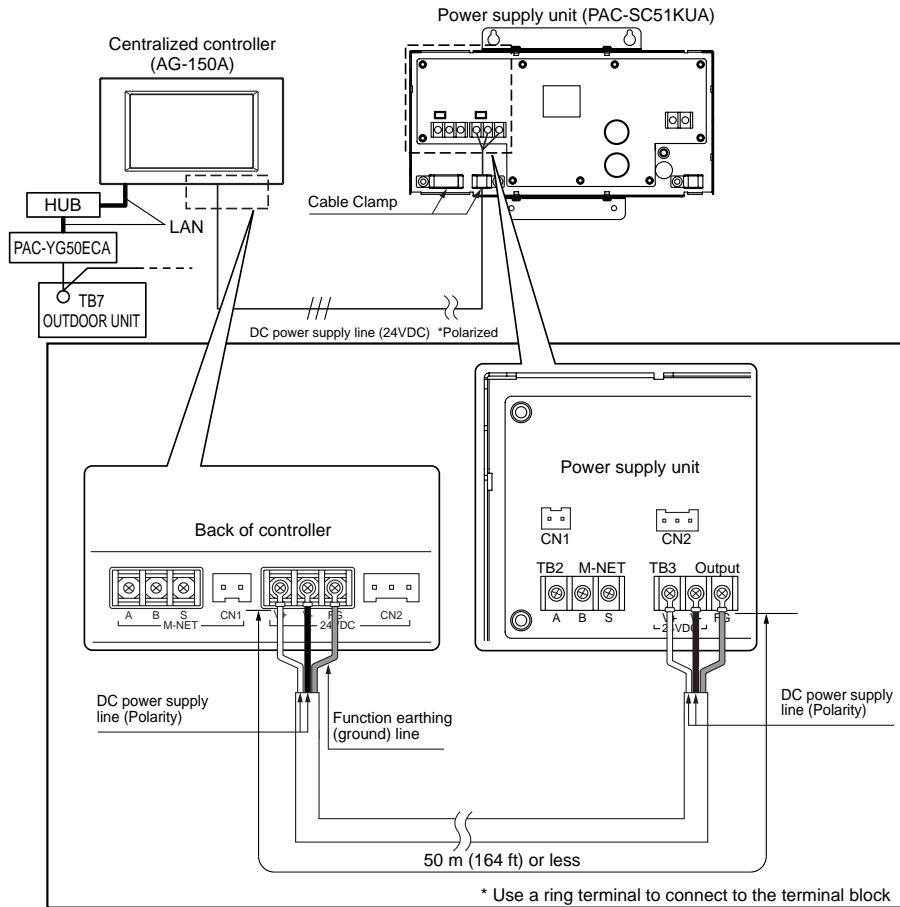 Power supply unit (PAC-SC51KUA)
Centralized controller
(AG-150A)
HUB
LAN
PAC-YG50ECA
TB7
OUTDOOR UNIT
Cable Clamp
DC power supply line (24VDC) *Polarized
Power supply unit
CN1
CN2
TB2 M-NET
TB3 Output
A B S
V+ V- FG
24VDC
Back of controller
A B S
M-NET
CN1
V+ V- FG
24VDC
CN2
DC power supply
line (Polarity)
Function earthing
(ground) line
DC power supply
line (Polarity)
50 m (164 ft) or less
* Use a ring terminal to connect to the terminal block